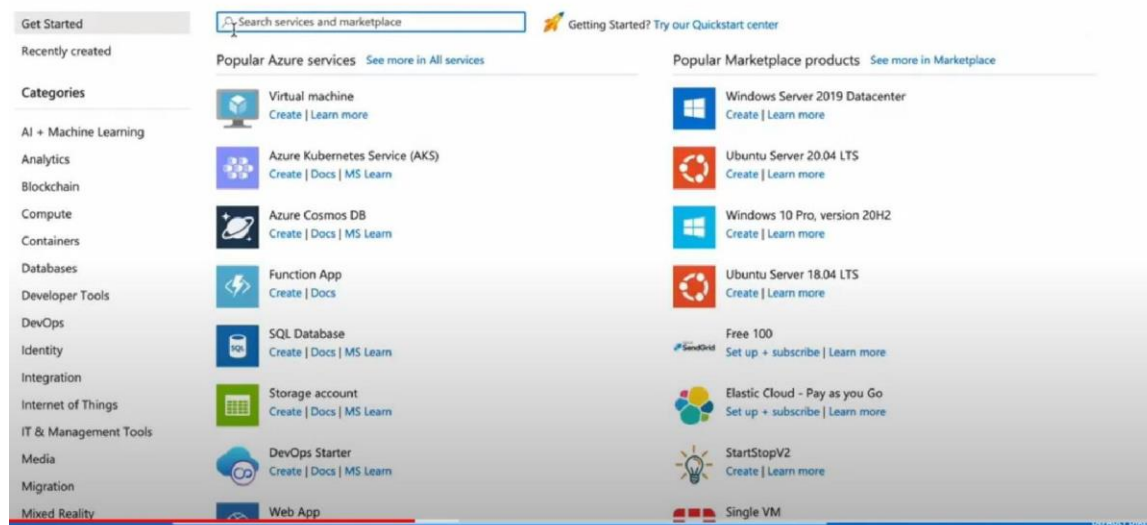 Get Started
Recently created
Categories
AI + Machine Learning
Analytics
Blockchain
Compute
Containers
Databases
Developer Tools
DevOps
Identity
Integration
Internet of Things
IT & Management Tools
Media
Migration
Mixed Reality
Search services and marketplace
Getting Started? Try our Quickstart center
Popular Azure services See more in All services
Virtual machine
Create | Learn more
Azure Kubernetes Service (AKS)
Create | Docs | MS Learn
Azure Cosmos DB
Create | Docs | MS Learn
Function App
Create | Docs
SQL
SQL Database
Create | Docs | MS Learn
Storage account
Create | Docs | MS Learn
DevOps Starter
Create | Docs | MS Learn
Web App
Popular Marketplace products See more in Marketplace
Windows Server 2019 Datacenter
Create | Learn more
Ubuntu Server 20.04 LTS
Create | Learn more
Windows 10 Pro, version 20H2
Create | Learn more
Ubuntu Server 18.04 LTS
Create | Learn more
SendGrid
Free 100
Set up + subscribe | Learn more
Elastic Cloud - Pay as you Go
Set up + subscribe | Learn more
StartStopV2
Create | Learn more
Single VM